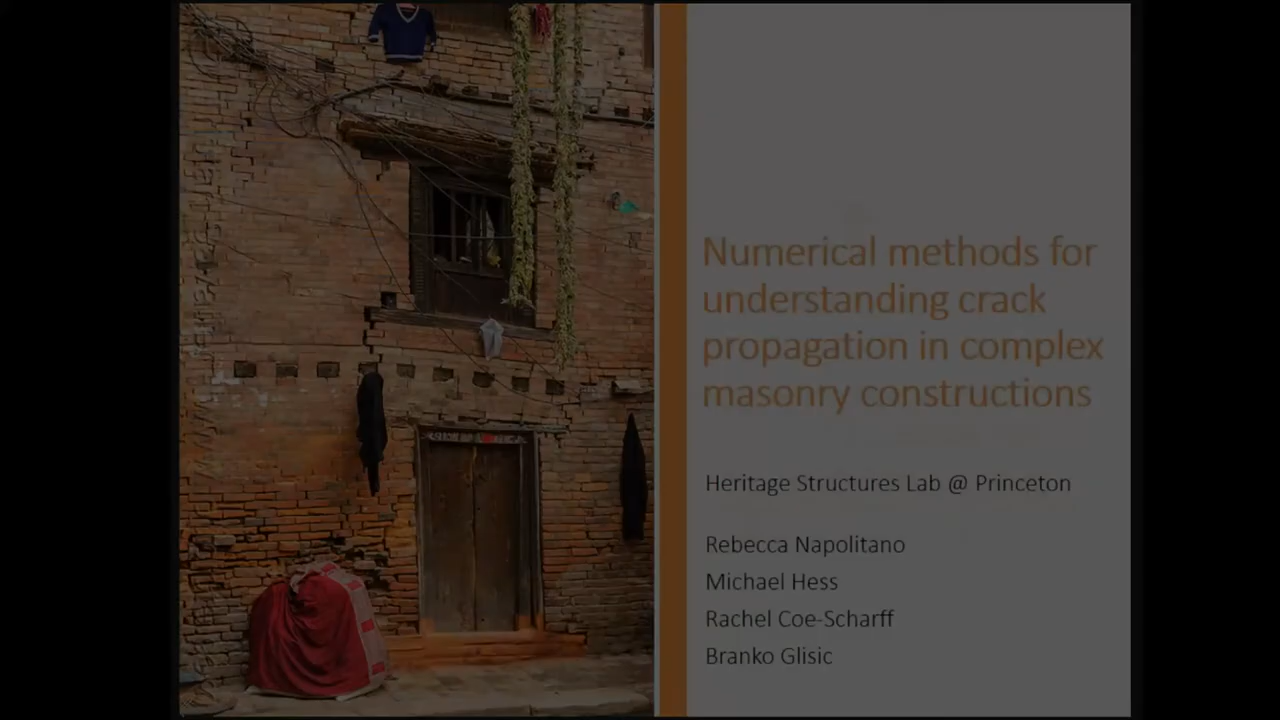 Numerical methods for
understanding crack
propagation in complex
masonry constructions
Heritage Structures Lab @ Princeton
Rebecca Napolitano
Michael Hess
Rachel Coe-Scharff
Branko Glisic